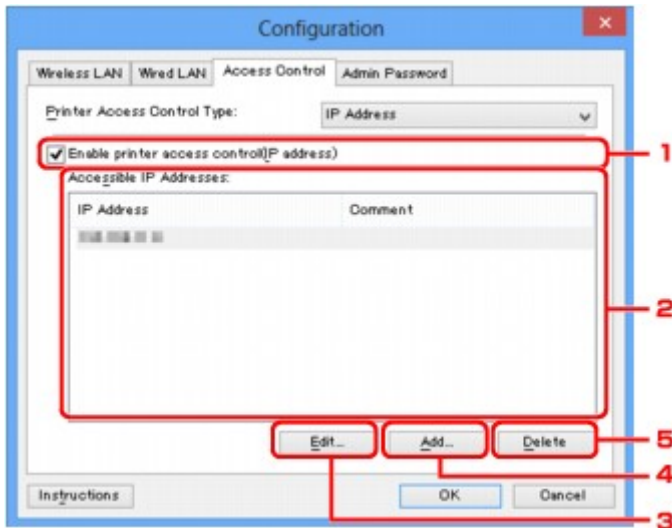 Configuration
Wireless LAN Wired LAN Access Control Admin Password
Printer Access Control Type: IP Address
Enable printer access control(IP address) 1
Accessible IP Addresses:
IP Address Comment
2
Edit... Add... Delete 5
4
Instructions OK Cancel
3